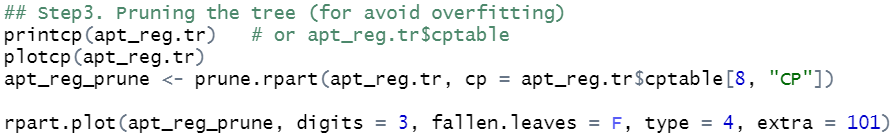 ## Step3. Pruning the tree (for avoid overfitting)
printcp(apt_reg.tr)   # or apt_reg.tr$cptable
plotcp(apt_reg.tr)
apt_reg_prune <- prune.rpart(apt_reg.tr, cp = apt_reg.tr$cptable[8, "CP"])
rpart.plot(apt_reg_prune, digits = 3, fallen.leaves = F, type = 4, extra = 101)